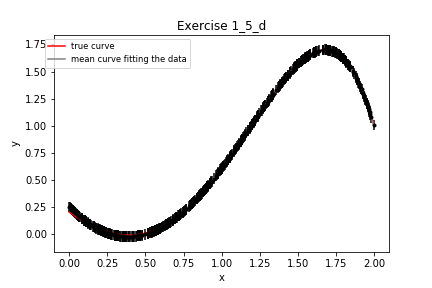 Exercise 1_5_d
true curve
mean curve fitting the data
y
1.75
1.50
1.25
1.00
0.75
0.50
0.25
0.00
0.00 0.25 0.50 0.75 1.00 1.25 1.50 1.75 2.00
x